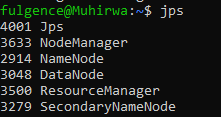 fulgence@Muhirwa:~$ jps
4001 Jps
3633 NodeManager
2914 NameNode
3048 DataNode
3500 ResourceManager
3279 SecondaryNameNode